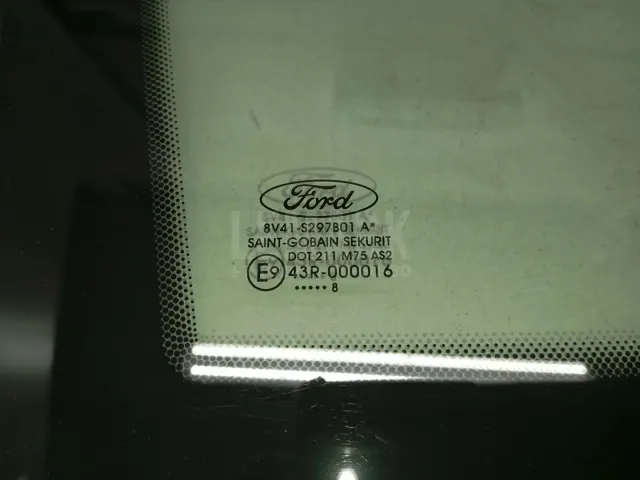 Ford
8V41-S297B01 A*
SAINT-GOBAIN SEKURIT
DOT 211 M75 AS2
E9 43R-000016
••••• 8